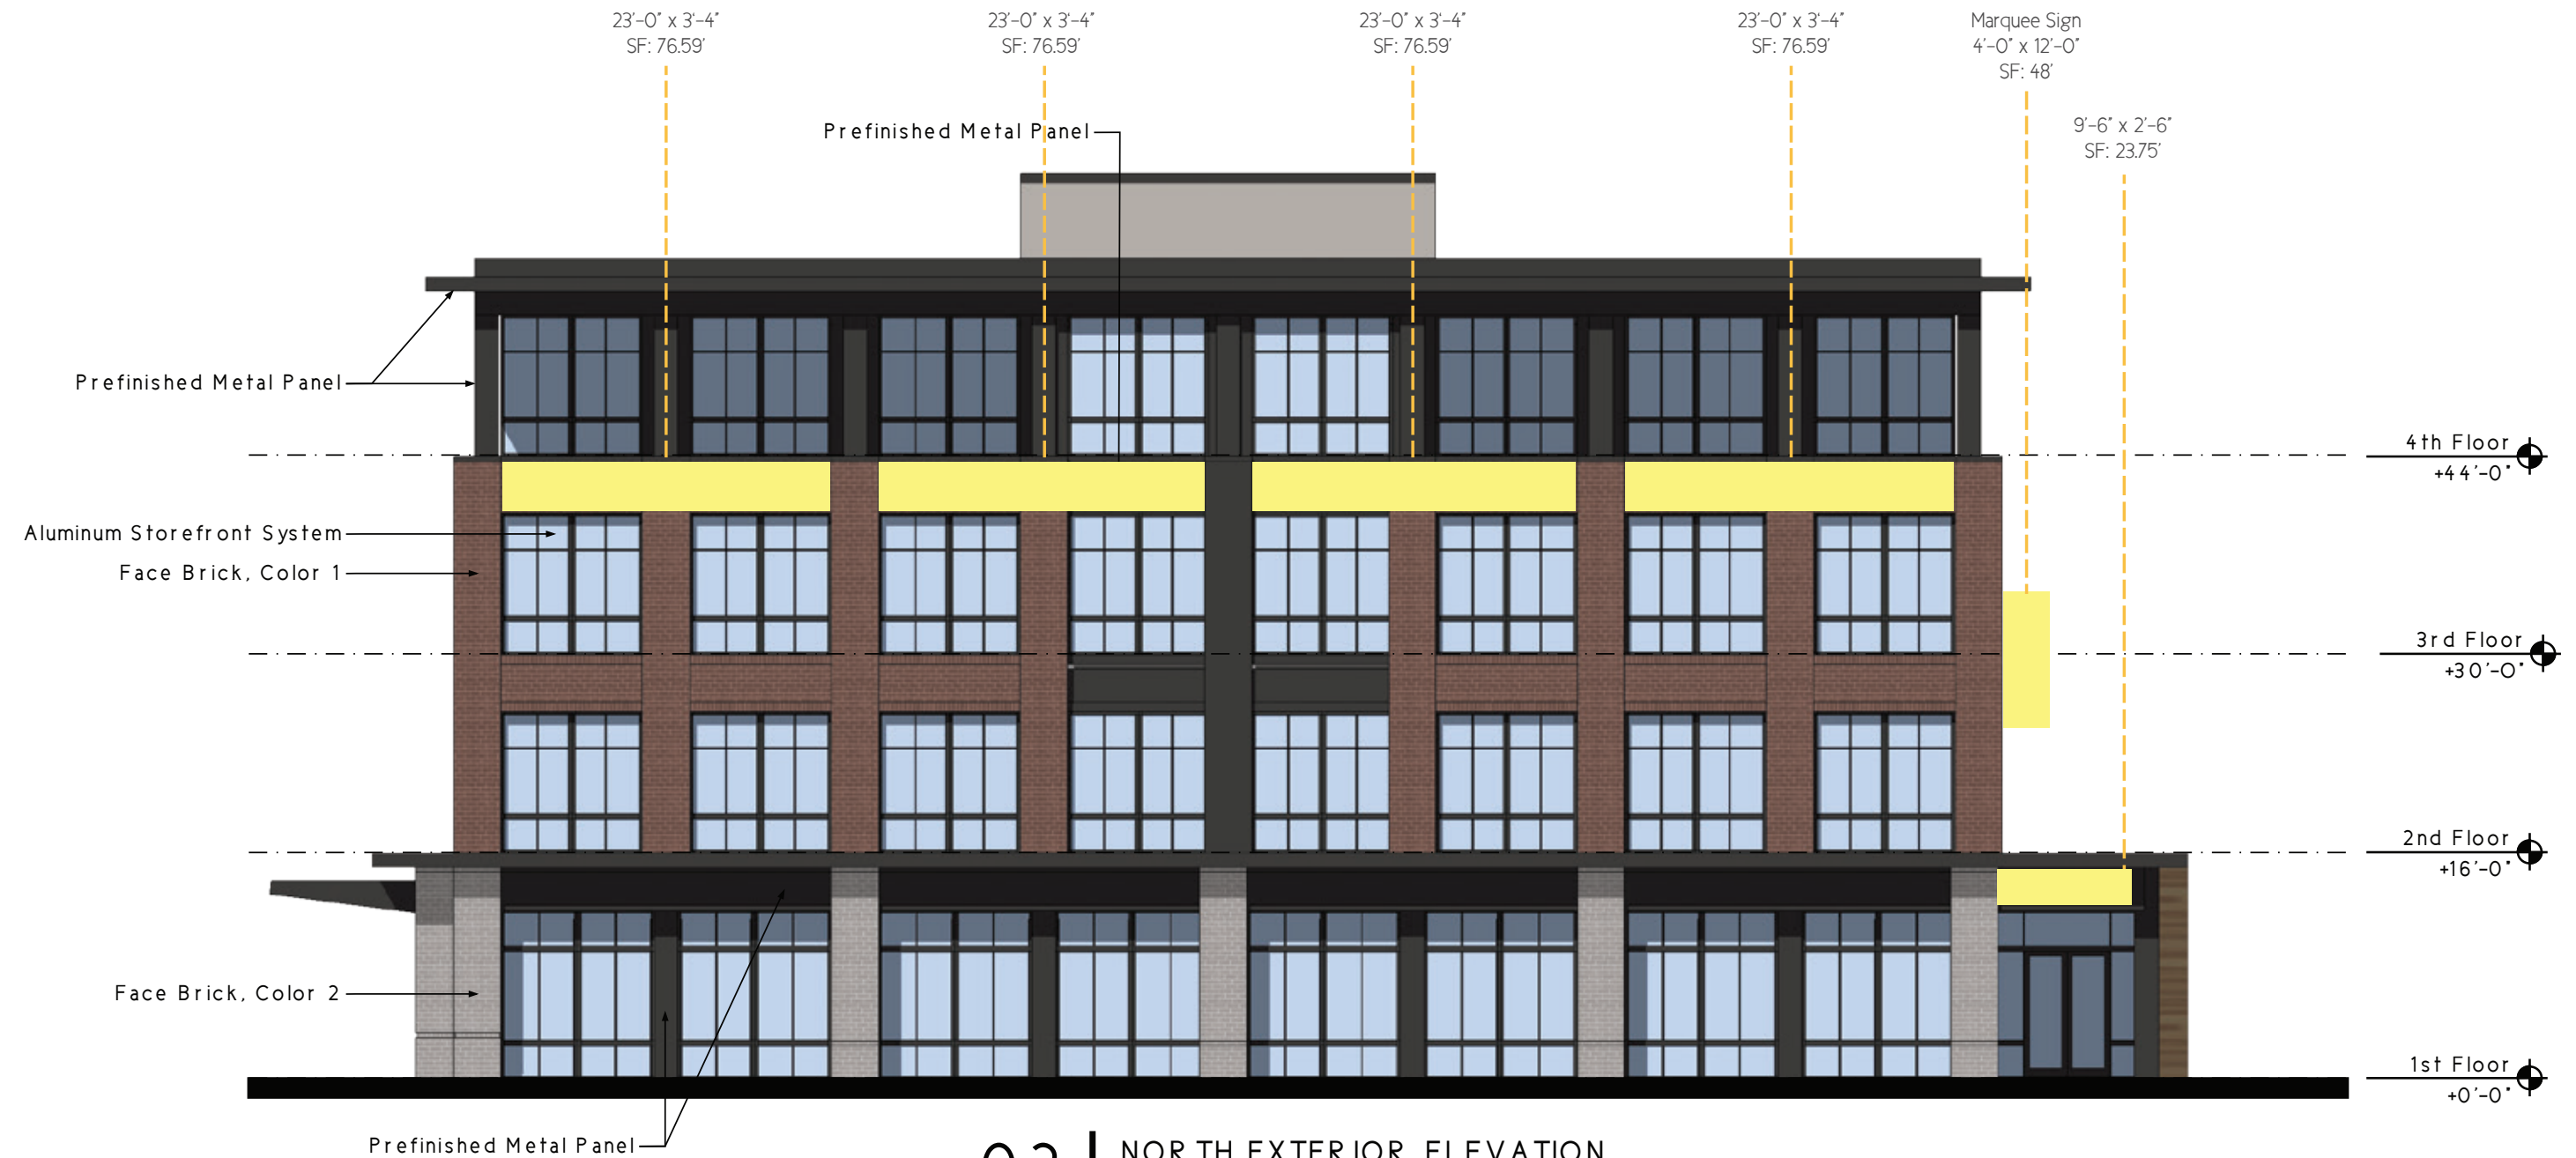 23'-0" x 3'-4"
SF: 76.59'
23'-0" x 3'-4"
SF: 76.59'
23'-0" x 3'-4"
SF: 76.59'
23'-0" x 3'-4"
SF: 76.59'
Marquee Sign
4'-0" x 12'-0"
SF: 48'
9'-6" x 2'-6"
SF: 23.75'
Prefinished Metal Panel
Prefinished Metal Panel
4th Floor
+44'-0"
Aluminum Storefront System
Face Brick, Color 1
3rd Floor
+30'-0"
2nd Floor
+16'-0"
Face Brick, Color 2
1st Floor
+0'-0"
Prefinished Metal Panel
NORTH EXTERIOR ELEVATION